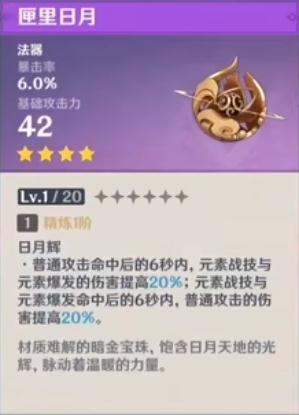 匣里日月
法器
暴击率
6.0%
基础攻击力
42
Lv.1 / 20
1 精炼1阶
日月辉
·普通攻击命中后的6秒内，元素战技与
元素爆发的伤害提高20%；元素战技与
元素爆发命中后的6秒内，普通攻击的伤
害提高20%。
材质难解的暗金宝珠，饱含日月天地的光
辉，脉动着温暖的力量。